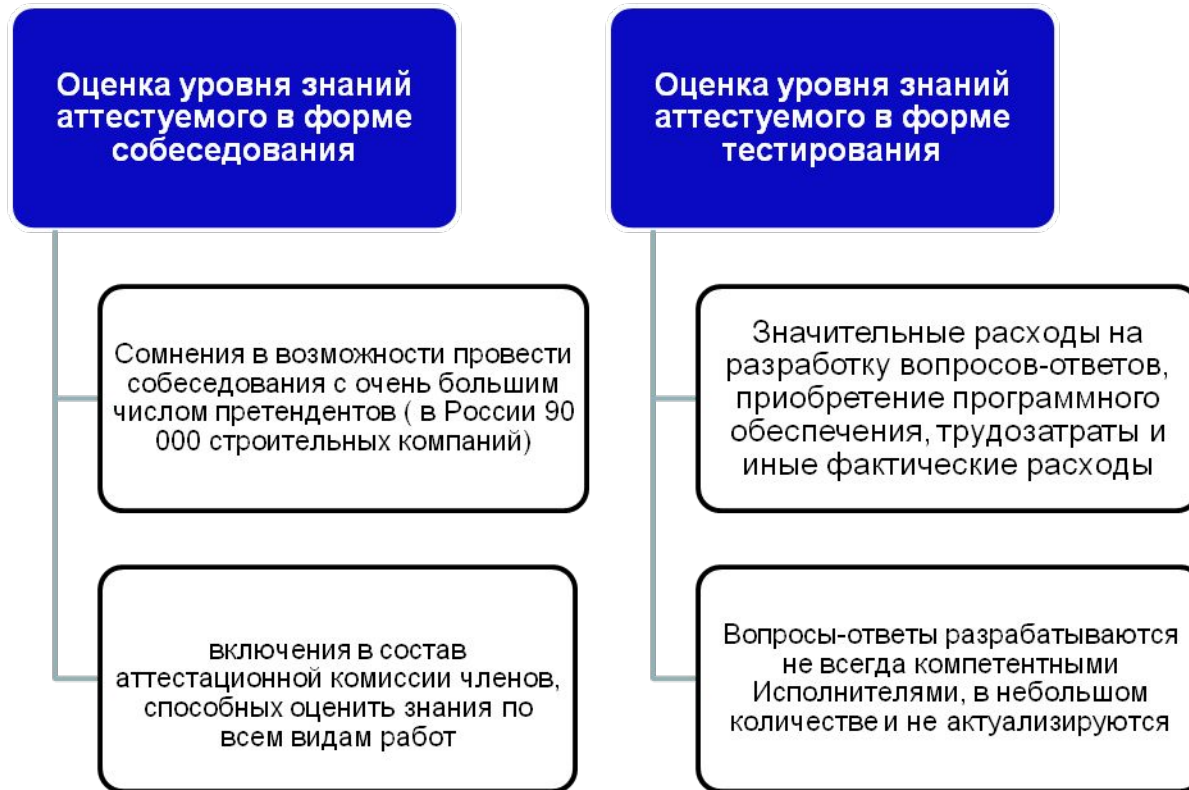 Оценка уровня знаний
аттестуемого в форме
собеседования
Сомнения в возможности провести
собеседования с очень большим
числом претендентов ( в России 90
000 строительных компаний)
включения в состав
аттестационной комиссии членов,
способных оценить знания по
всем видам работ
Оценка уровня знаний
аттестуемого в форме
тестирования
Значительные расходы на
разработку вопросов-ответов,
приобретение программного
обеспечения, трудозатраты и
иные фактические расходы
Вопросы-ответы разрабатываются
не всегда компетентными
Исполнителями, в небольшом
количестве и не актуализируются